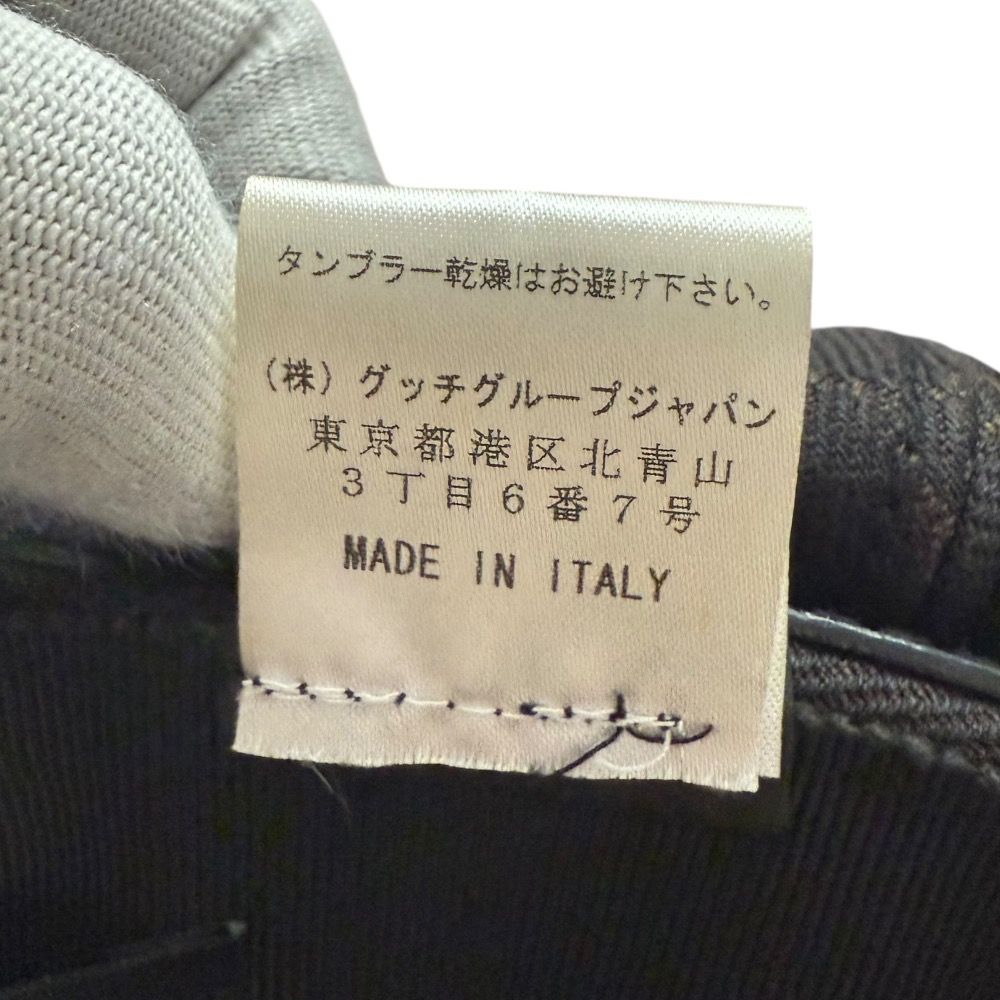 タンブラー乾燥はお避け下さい。
(株) グッチグループジャパン
東京都港区北青山
3丁目6番7号
MADE IN ITALY